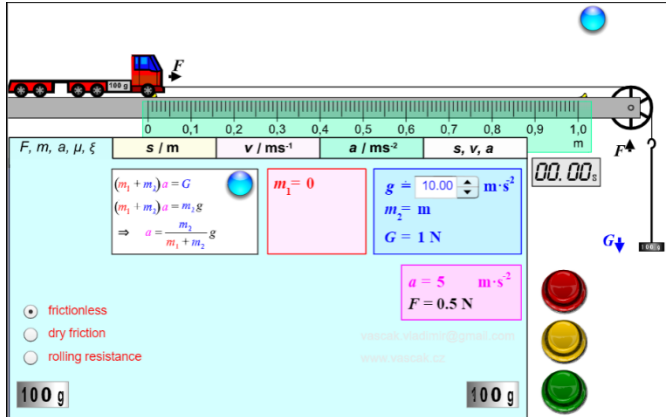 F
100 g
0 0,1 0,2 0,3 0,4 0,5 0,6 0,7 0,8 0,9 1,0
m
F, m, a, μ, ξ
s / m
v / ms⁻¹
a / ms⁻²
s, v, a
00.00s
F
(m₁ + m₂) a = G
(m₁ + m₂) a = m₂g
⇒ a = m₂ / (m₁ + m₂) g
m₁= 0
g = 10.00 m·s⁻²
m₂= m
G = 1 N
G
100 g
a = 5 m·s⁻²
F = 0.5 N
frictionless
dry friction
rolling resistance
vascak.vladimir@gmail.com
www.vascak.cz
100 g
100 g